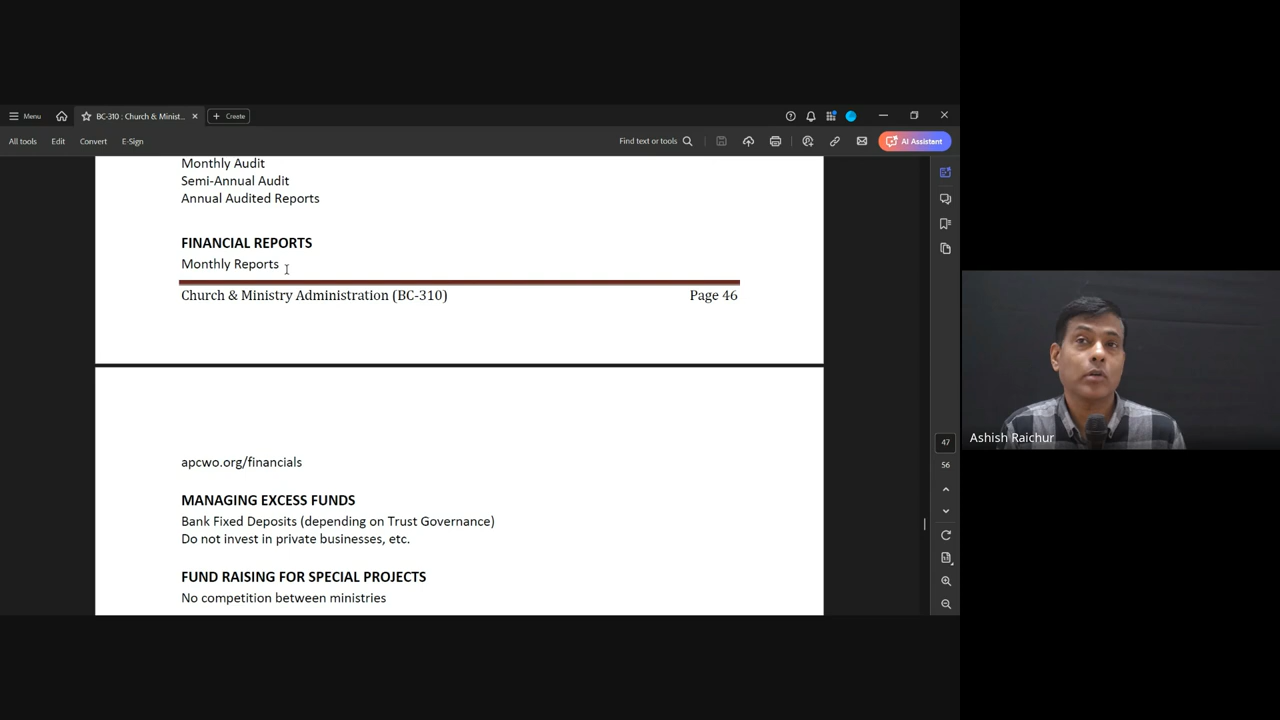 Menu
BC-310 : Church & Minist...
Create
All tools
Edit
Convert
E-Sign
Find text or tools
AI Assistant
Monthly Audit
Semi-Annual Audit
Annual Audited Reports
FINANCIAL REPORTS
Monthly Reports
Church & Ministry Administration (BC-310) Page 46
apcwo.org/financials
MANAGING EXCESS FUNDS
Bank Fixed Deposits (depending on Trust Governance)
Do not invest in private businesses, etc.
FUND RAISING FOR SPECIAL PROJECTS
No competition between ministries
47
56
Ashish Raichur